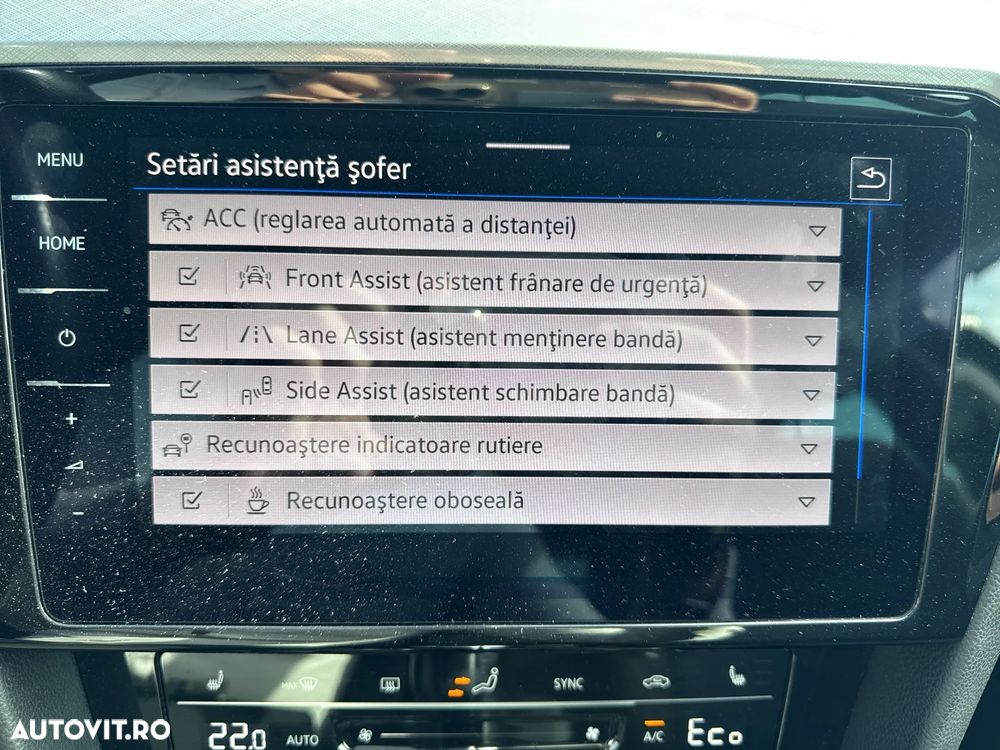 MENU
Setări asistenţă şofer
ACC (reglarea automată a distanţei)
HOME
Front Assist (asistent frânare de urgenţă)
Lane Assist (asistent menţinere bandă)
Side Assist (asistent schimbare bandă)
+
Recunoaştere indicatoare rutiere
Recunoaştere oboseală
-
MAX
SYNC
22.0 AUTO
A/C
Eco
AUTOVIT.RO